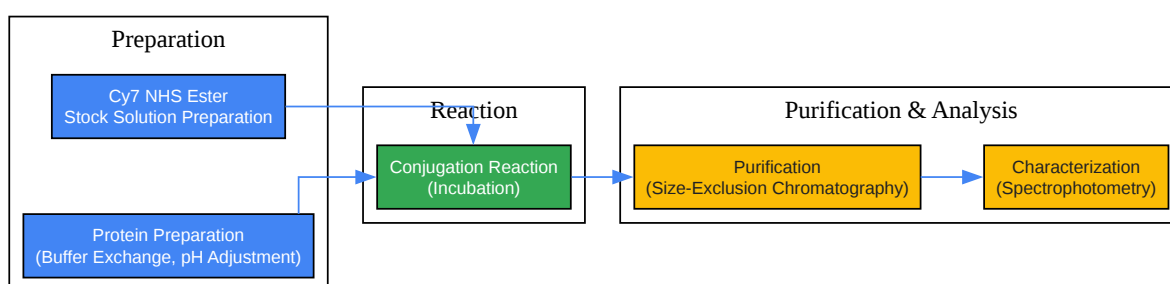 Preparation
Cy7 NHS Ester
Stock Solution Preparation
Protein Preparation
(Buffer Exchange, pH Adjustment)
Reaction
Conjugation Reaction
(Incubation)
Purification & Analysis
Purification
(Size-Exclusion Chromatography)
Characterization
(Spectrophotometry)